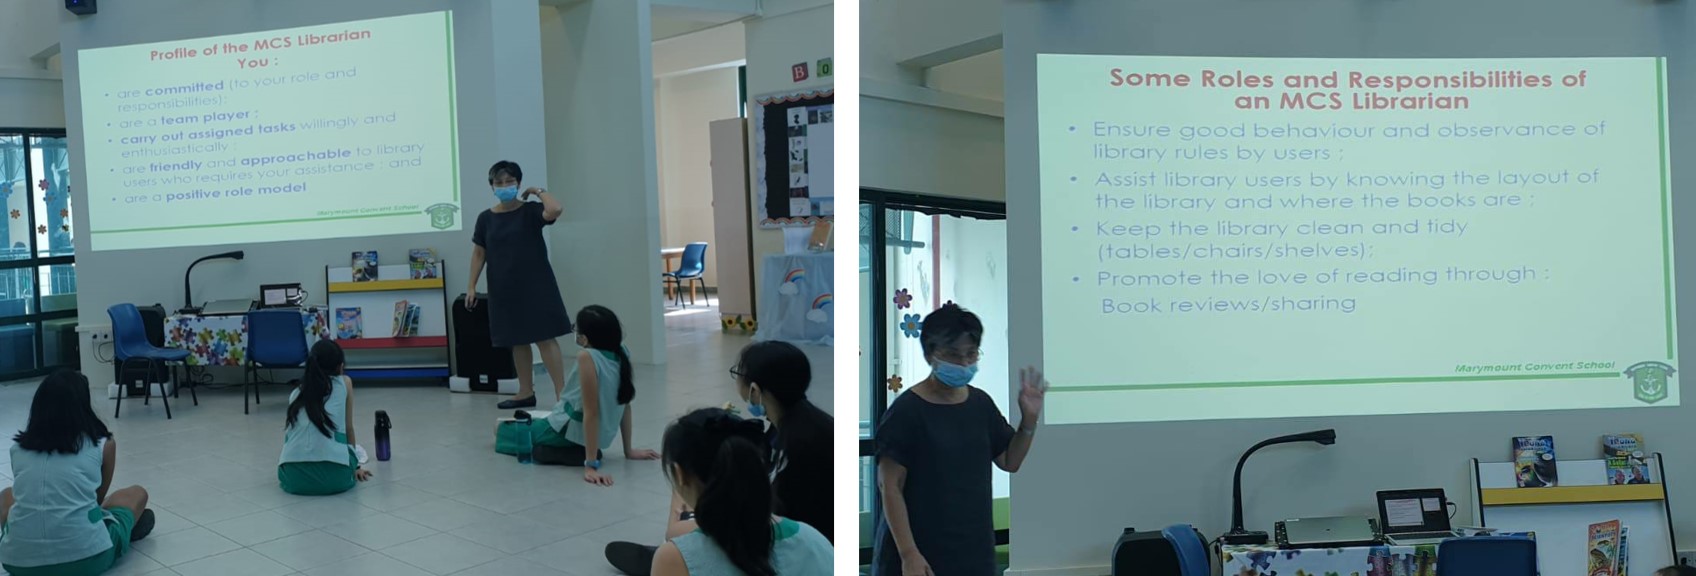 Profile of the MCS Librarian
You :
• are committed (to your role and
responsibilities);
• are a team player ;
• carry out assigned tasks willingly and
enthusiastically ;
• are friendly and approachable to library
users who requires your assistance ; and
• are a positive role model
Marymount Convent School
B O
Some Roles and Responsibilities of
an MCS Librarian
• Ensure good behaviour and observance of
library rules by users ;
• Assist library users by knowing the layout of
the library and where the books are ;
• Keep the library clean and tidy
(tables/chairs/shelves);
• Promote the love of reading through :
Book reviews/sharing
Marymount Convent School